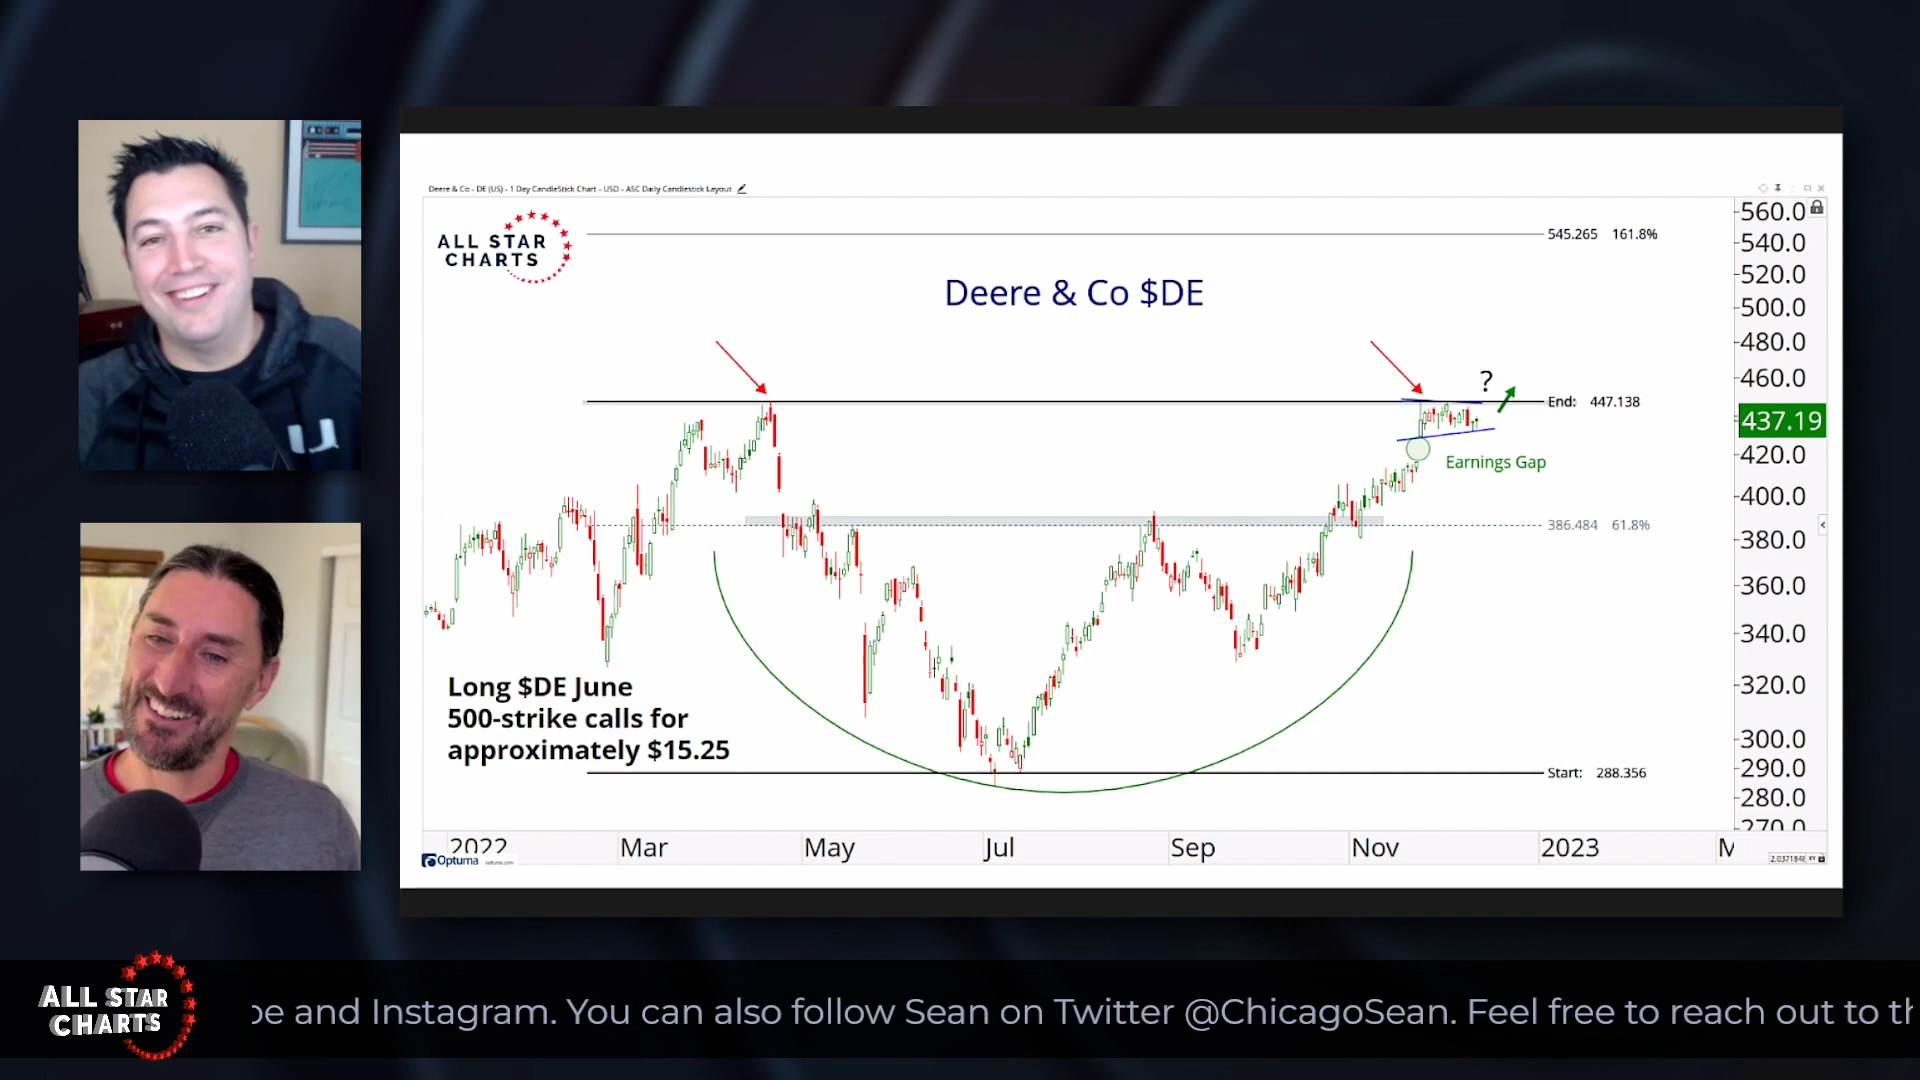 Deere & Co - DE (US) - 1 Day CandleStick Chart - USD - ASC Daily Candlestick Layout
ALL STAR
CHARTS
Deere & Co $DE
545.265 161.8%
?
End: 447.138
Earnings Gap
386.484 61.8%
Long $DE June
500-strike calls for
approximately $15.25
Start: 288.356
560.0
540.0
520.0
500.0
480.0
460.0
437.19
420.0
400.0
380.0
360.0
340.0
320.0
300.0
290.0
280.0
270.0
2022 Mar May Jul Sep Nov 2023 M
Optuma
ALL STAR
CHARTS
be and Instagram. You can also follow Sean on Twitter @ChicagoSean. Feel free to reach out to th